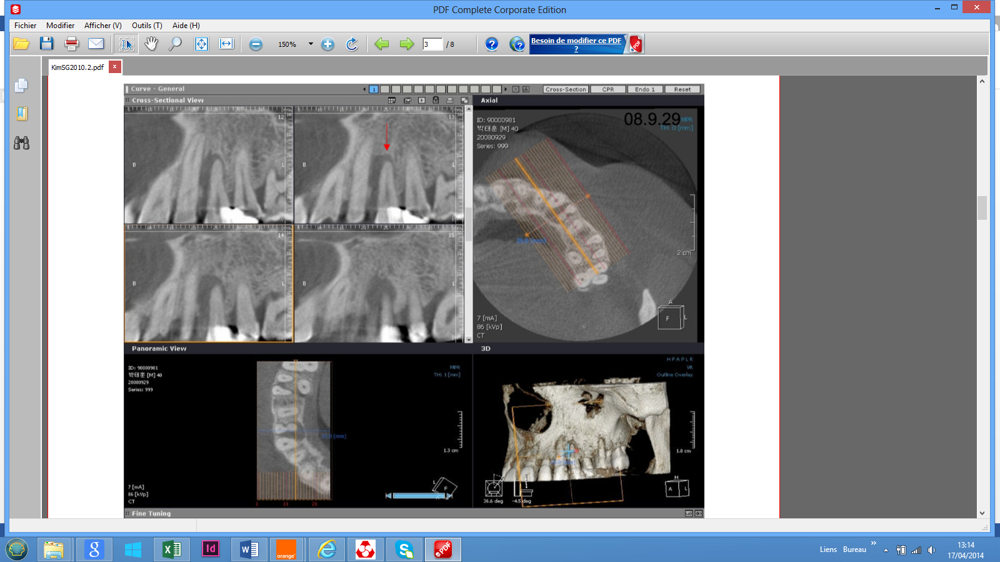 PDF Complete Corporate Edition
Fichier Modifier Afficher (V) Outils (T) Aide (H)
150% 3 / 8
Besoin de modifier ce PDF
?
KimSG2010.2.pdf
Curve - General
1
Cross-Section CPR Endo 1 Reset
Cross-Sectional View
12
B
L
13
B
L
14
B
L
15
B
L
Axial
ID: 90000981
박태훈 [M] 40
20080929
Series: 999
08.9.29
MPR
TH: 0 [mm]
2 cm
7 [mA]
86 [kVp]
CT
A
F
L
Panoramic View
ID: 90000981
박태훈 [M] 40
20080929
Series: 999
MPR
TH: 1 [mm]
1.3 cm
7 [mA]
86 [kVp]
CT
1 11 21
L
F
3D
H F A P L R
VR
Outline Overlay
1.8 cm
36.6 deg
-4.5 deg
H
A
L
Fine Tuning
Liens Bureau
13:14
17/04/2014